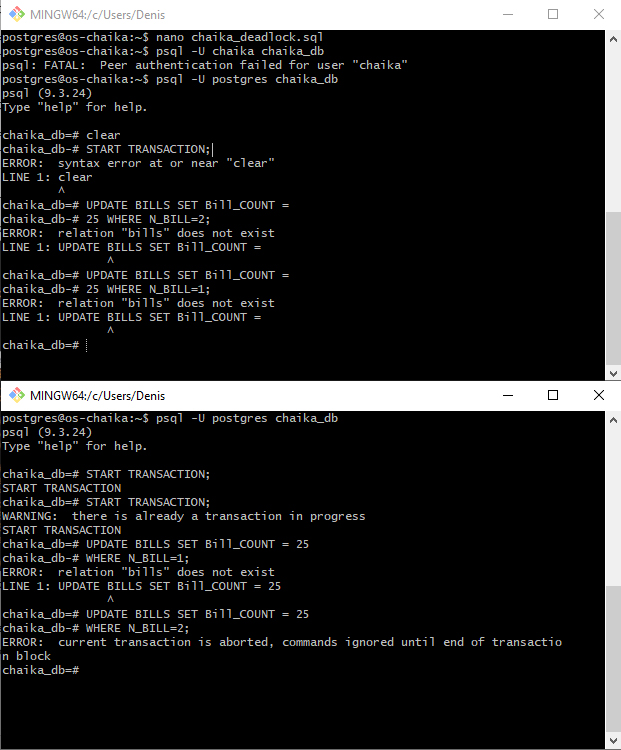 MINGW64:/c/Users/Denis
postgres@os-chaika:~$ nano chaika_deadlock.sql
postgres@os-chaika:~$ psql -U chaika chaika_db
psql: FATAL:  Peer authentication failed for user "chaika"
postgres@os-chaika:~$ psql -U postgres chaika_db
psql (9.3.24)
Type "help" for help.
chaika_db=# clear
chaika_db-# START TRANSACTION;
ERROR:  syntax error at or near "clear"
LINE 1: clear
        ^
chaika_db=# UPDATE BILLS SET Bill_COUNT =
chaika_db-# 25 WHERE N_BILL=2;
ERROR:  relation "bills" does not exist
LINE 1: UPDATE BILLS SET Bill_COUNT =
               ^
chaika_db=# UPDATE BILLS SET Bill_COUNT =
chaika_db-# 25 WHERE N_BILL=1;
ERROR:  relation "bills" does not exist
LINE 1: UPDATE BILLS SET Bill_COUNT =
               ^
chaika_db=#
MINGW64:/c/Users/Denis
postgres@os-chaika:~$ psql -U postgres chaika_db
psql (9.3.24)
Type "help" for help.
chaika_db=# START TRANSACTION;
START TRANSACTION
chaika_db=# START TRANSACTION;
WARNING:  there is already a transaction in progress
START TRANSACTION
chaika_db=# UPDATE BILLS SET Bill_COUNT = 25
chaika_db-# WHERE N_BILL=1;
ERROR:  relation "bills" does not exist
LINE 1: UPDATE BILLS SET Bill_COUNT = 25
               ^
chaika_db=# UPDATE BILLS SET Bill_COUNT = 25
chaika_db-# WHERE N_BILL=2;
ERROR:  current transaction is aborted, commands ignored until end of transactio
n block
chaika_db=#